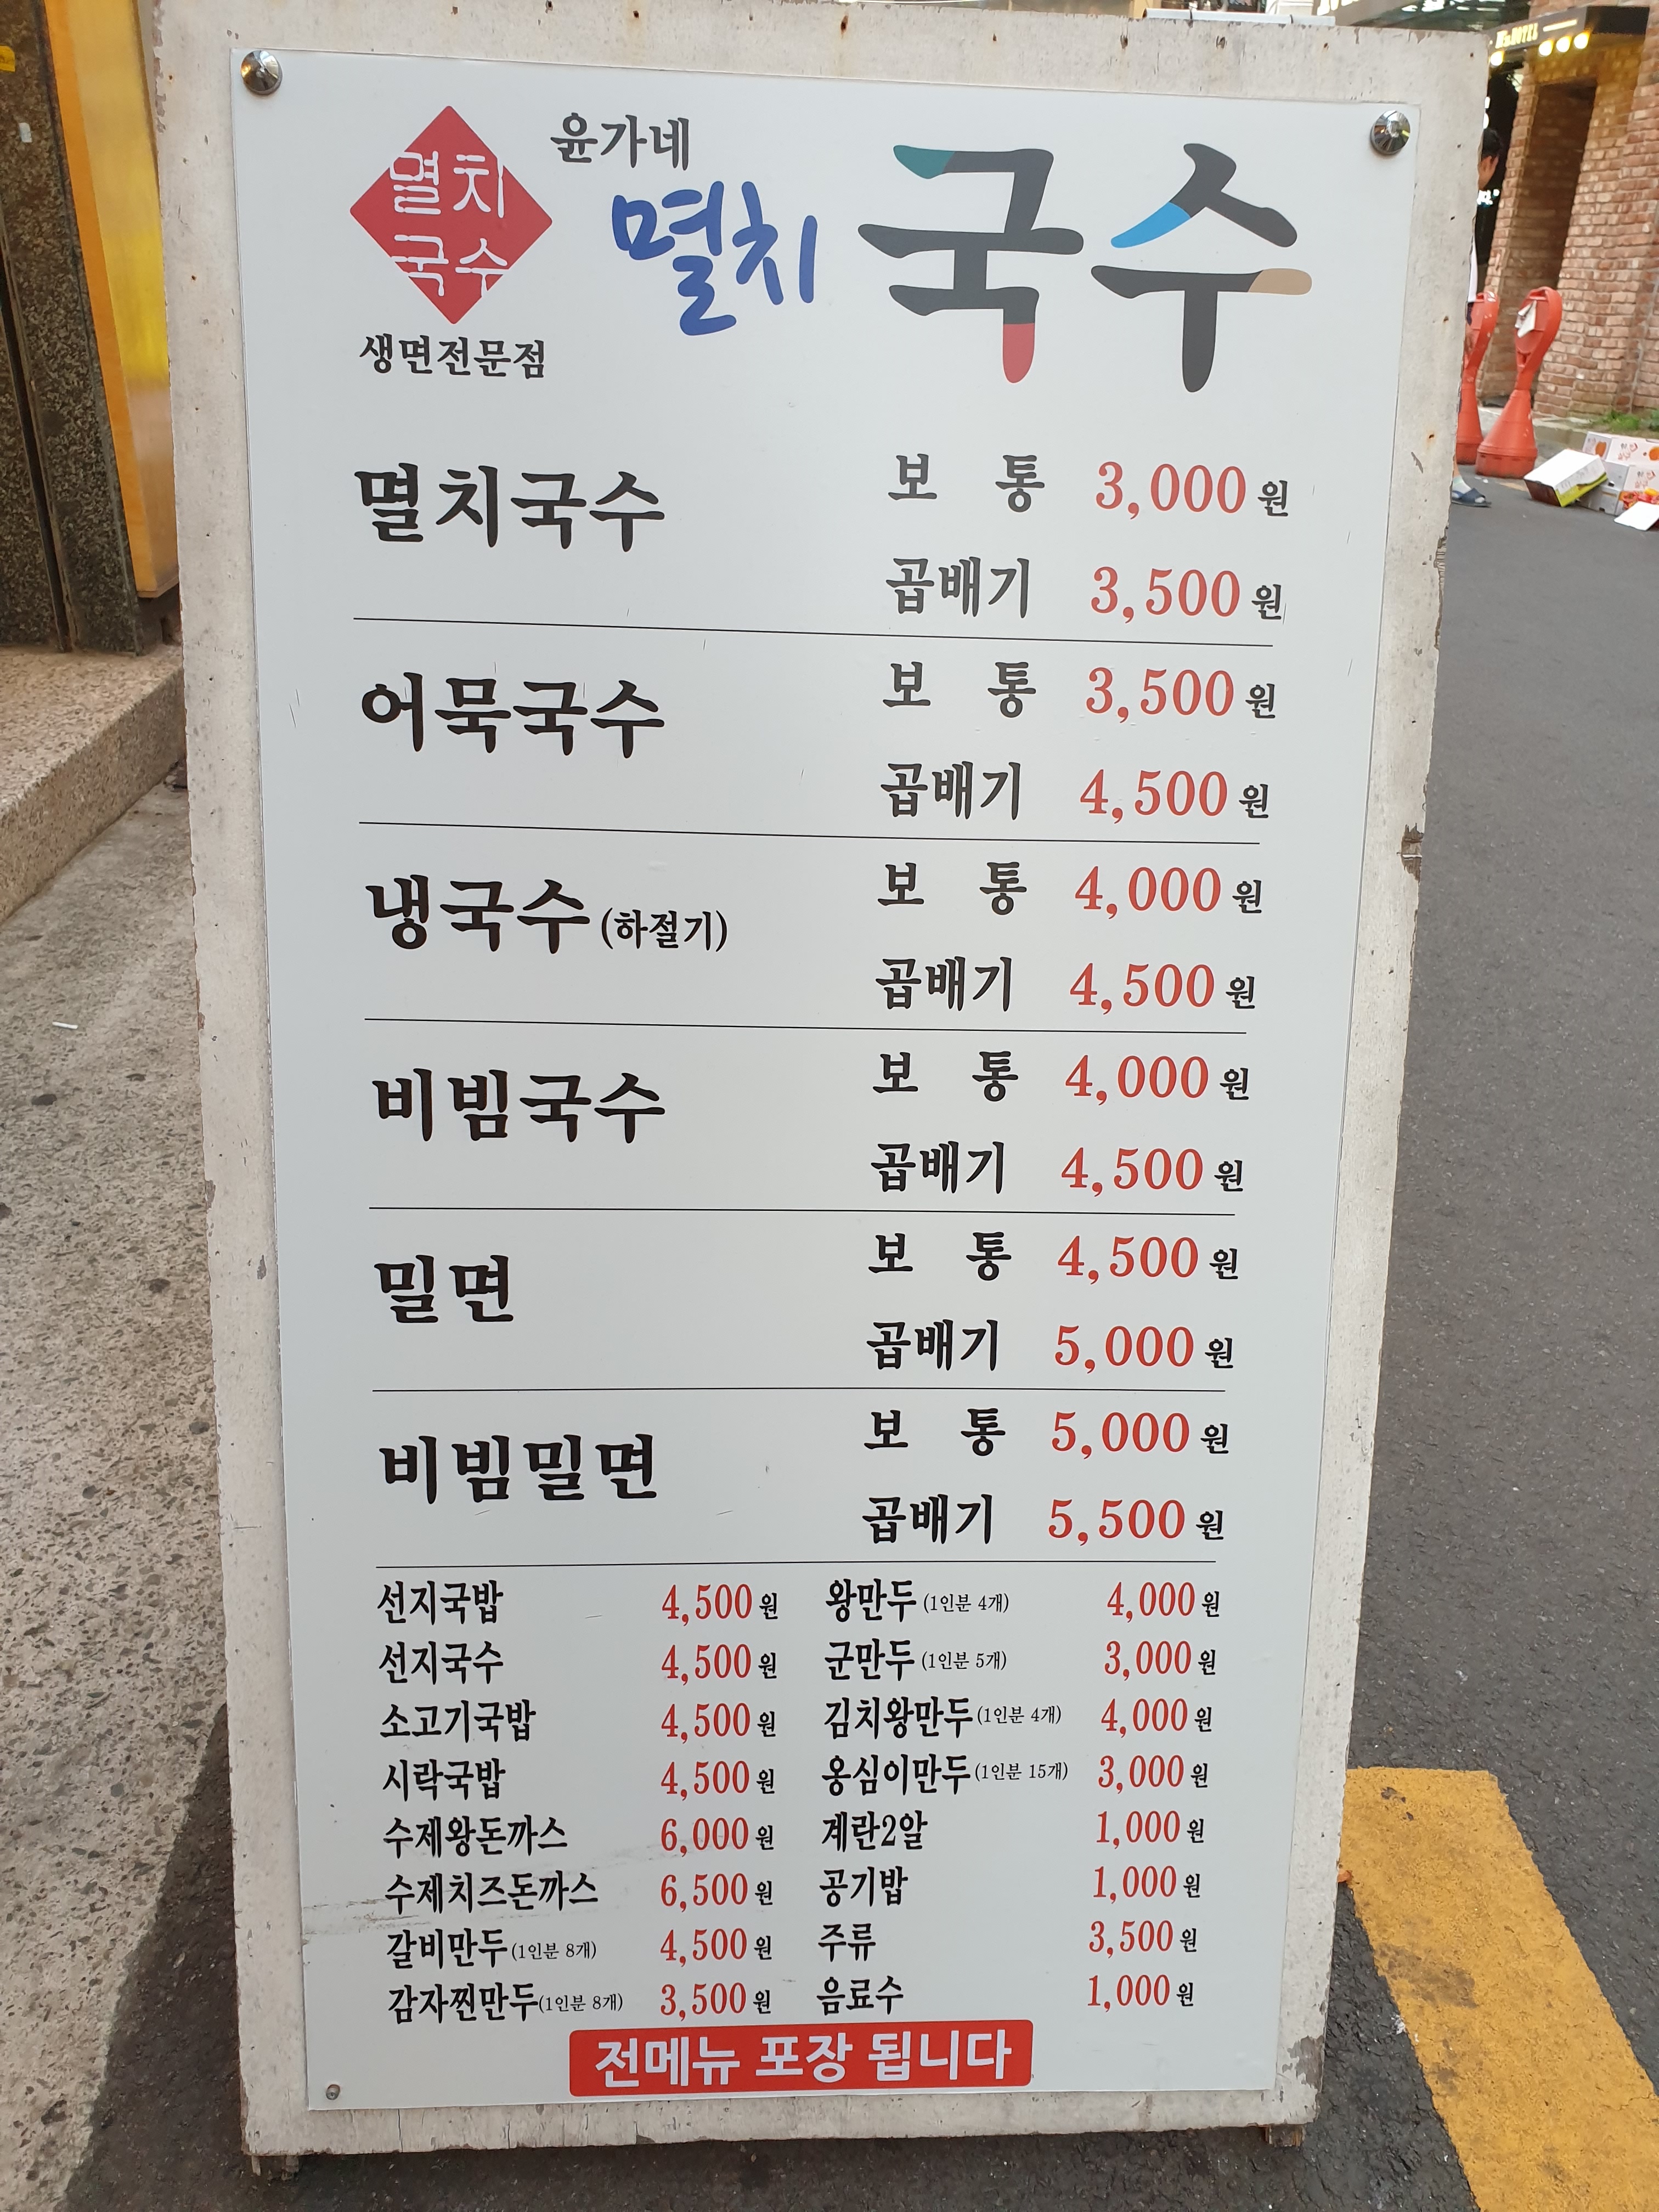 멸치
국수
생면전문점
윤가네
멸치 국수
멸치국수 보통 3,000원
곱배기 3,500원
어묵국수 보통 3,500원
곱배기 4,500원
냉국수(하절기) 보통 4,000원
곱배기 4,500원
비빔국수 보통 4,000원
곱배기 4,500원
밀면 보통 4,500원
곱배기 5,000원
비빔밀면 보통 5,000원
곱배기 5,500원
선지국밥 4,500원 왕만두(1인분 4개) 4,000원
선지국수 4,500원 군만두(1인분 5개) 3,000원
소고기국밥 4,500원 김치왕만두(1인분 4개) 4,000원
시락국밥 4,500원 옹심이만두(1인분 15개) 3,000원
수제왕돈까스 6,000원 계란2알 1,000원
수제치즈돈까스 6,500원 공기밥 1,000원
갈비만두(1인분 8개) 4,500원 주류 3,500원
감자찐만두(1인분 8개) 3,500원 음료수 1,000원
전메뉴 포장 됩니다